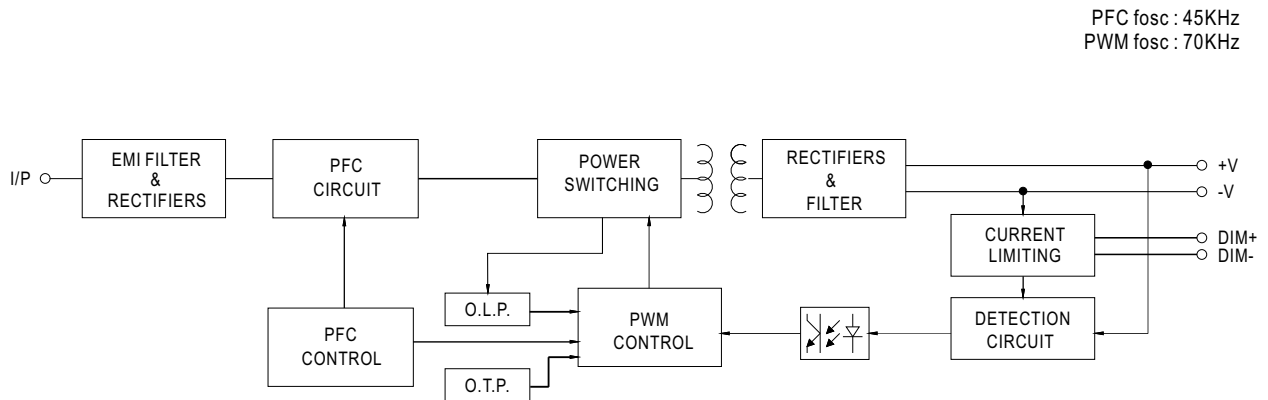 PFC fosc : 45KHz
PWM fosc : 70KHz
I/P
EMI FILTER
&
RECTIFIERS
PFC
CIRCUIT
POWER
SWITCHING
RECTIFIERS
&
FILTER
+V
-V
CURRENT
LIMITING
DIM+
DIM-
O.L.P.
PFC
CONTROL
PWM
CONTROL
DETECTION
CIRCUIT
O.T.P.